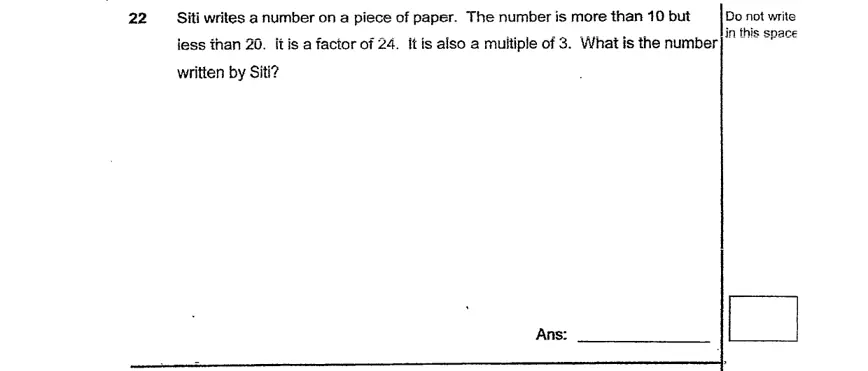 22 Siti writes a number on a piece of paper. The number is more than 10 but
less than 20. It is a factor of 24. It is also a multiple of 3. What is the number
written by Siti?
Do not write
in this space
Ans: